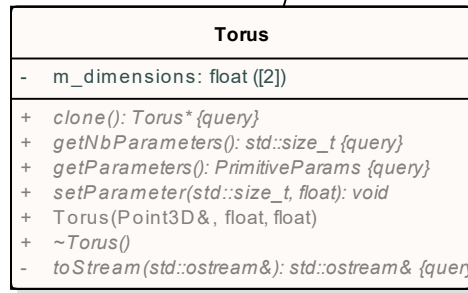 Torus
- m_dimensions: float ([2])
+ clone(): Torus* {query}
+ getNbParameters(): std::size_t {query}
+ getParameters(): PrimitiveParams {query}
+ setParameter(std::size_t, float): void
+ Torus(Point3D&, float, float)
+ ~Torus()
- toStream(std::ostream&): std::ostream& {query